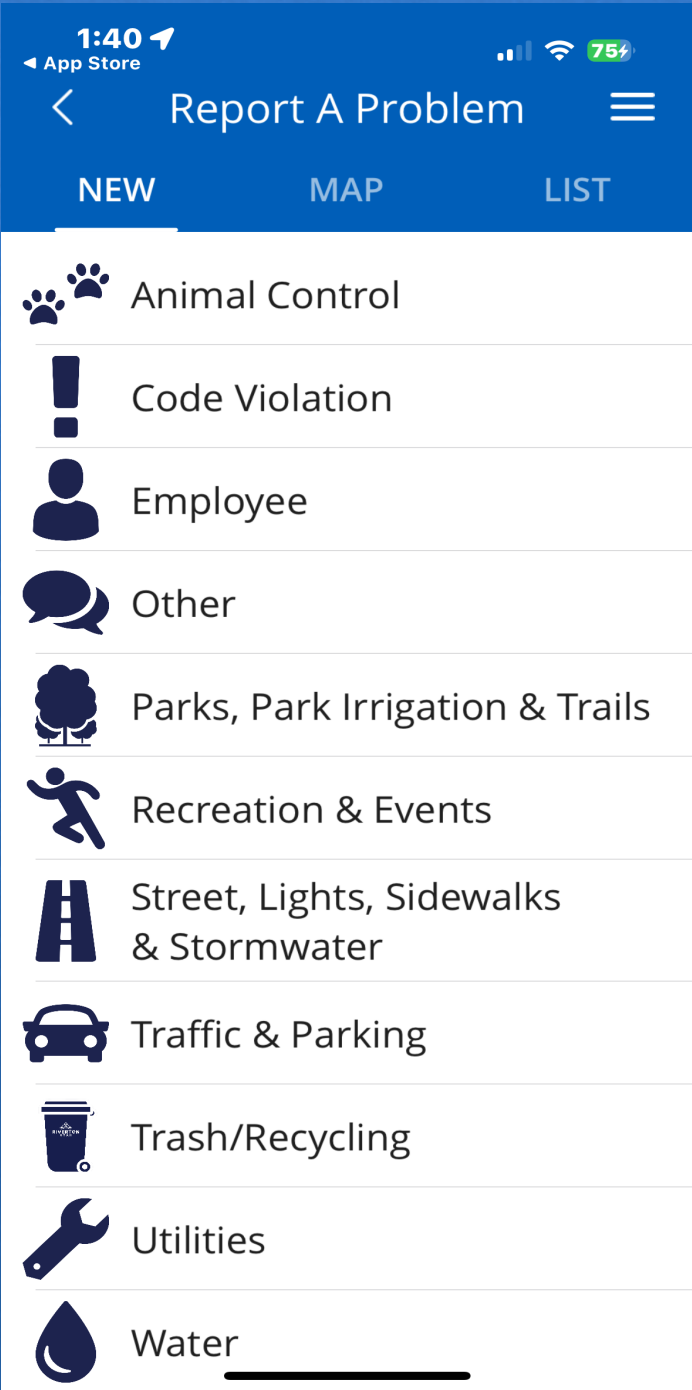 1:40
◀ App Store
75
Report A Problem
NEW
MAP
LIST
Animal Control
Code Violation
Employee
Other
Parks, Park Irrigation & Trails
Recreation & Events
Street, Lights, Sidewalks
& Stormwater
Traffic & Parking
RIVERTON
Trash/Recycling
Utilities
Water